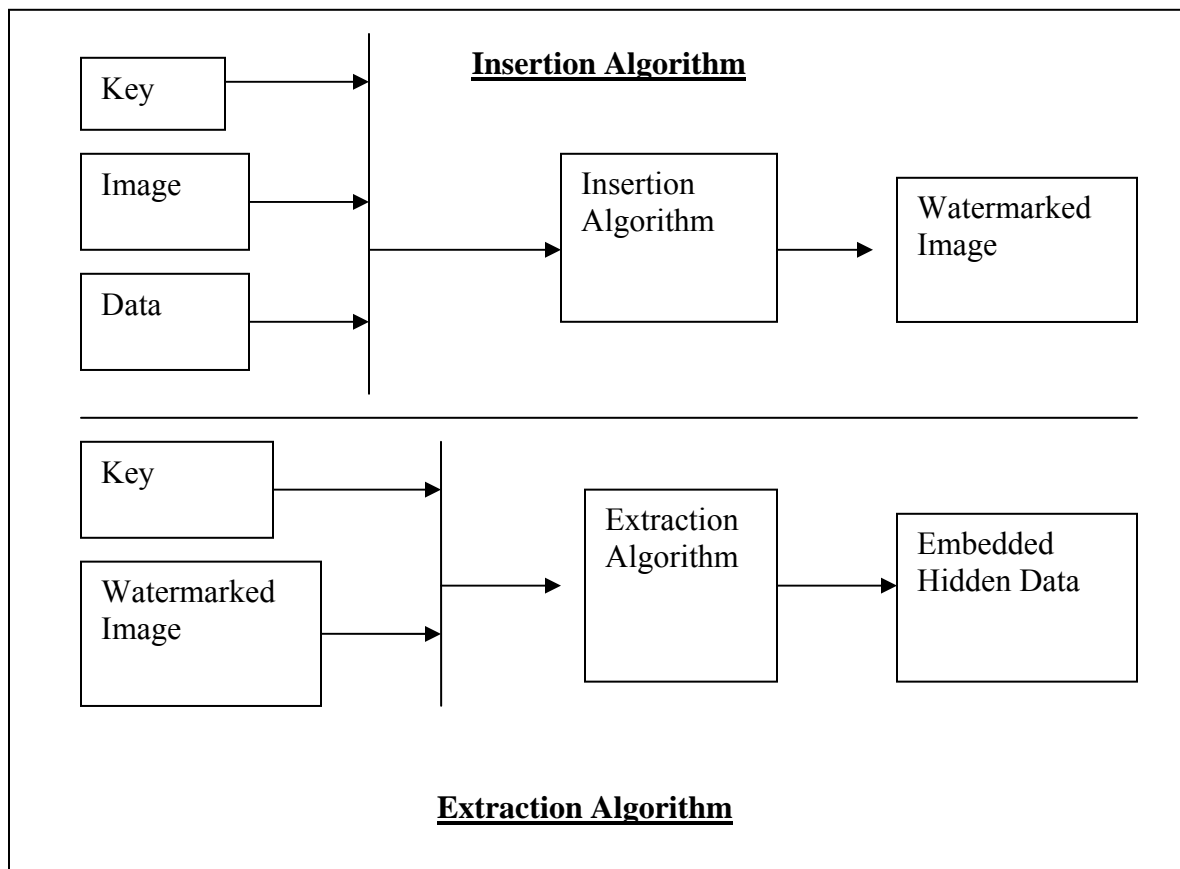 Insertion Algorithm
Key
Image
Data
Insertion
Algorithm
Watermarked
Image
Key
Watermarked
Image
Extraction
Algorithm
Embedded
Hidden Data
Extraction Algorithm